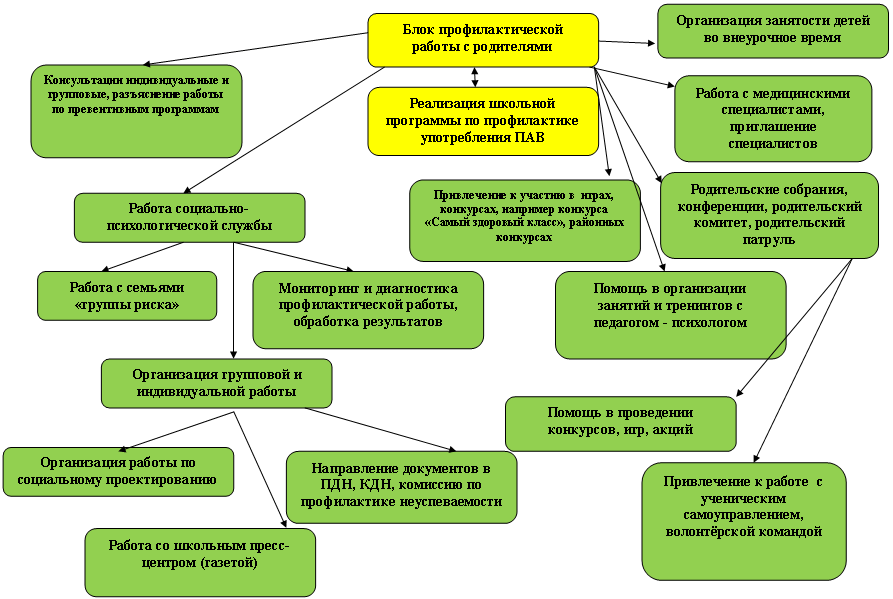 Блок профилактической
работы с родителями
Организация занятости детей
во внеурочное время
Консультации индивидуальные и
групповые, разъяснение работы
по превентивным программам
Реализация школьной
программы по профилактике
употребления ПАВ
Работа с медицинскими
специалистами,
приглашение
специалистов
Работа социально-
психологической службы
Привлечение к участию в играх,
конкурсах, например конкурса
«Самый здоровый класс», районных
конкурсах
Родительские собрания,
конференции, родительский
комитет, родительский
патруль
Работа с семьями
«группы риска»
Мониторинг и диагностика
профилактической работы,
обработка результатов
Помощь в организации
занятий и тренингов с
педагогом - психологом
Организация групповой и
индивидуальной работы
Помощь в проведении
конкурсов, игр, акций
Организация работы по
социальному проектированию
Направление документов в
ПДН, КДН, комиссию по
профилактике неуспеваемости
Привлечение к работе с
ученическим
самоуправлением,
волонтёрской командой
Работа со школьным пресс-
центром (газетой)